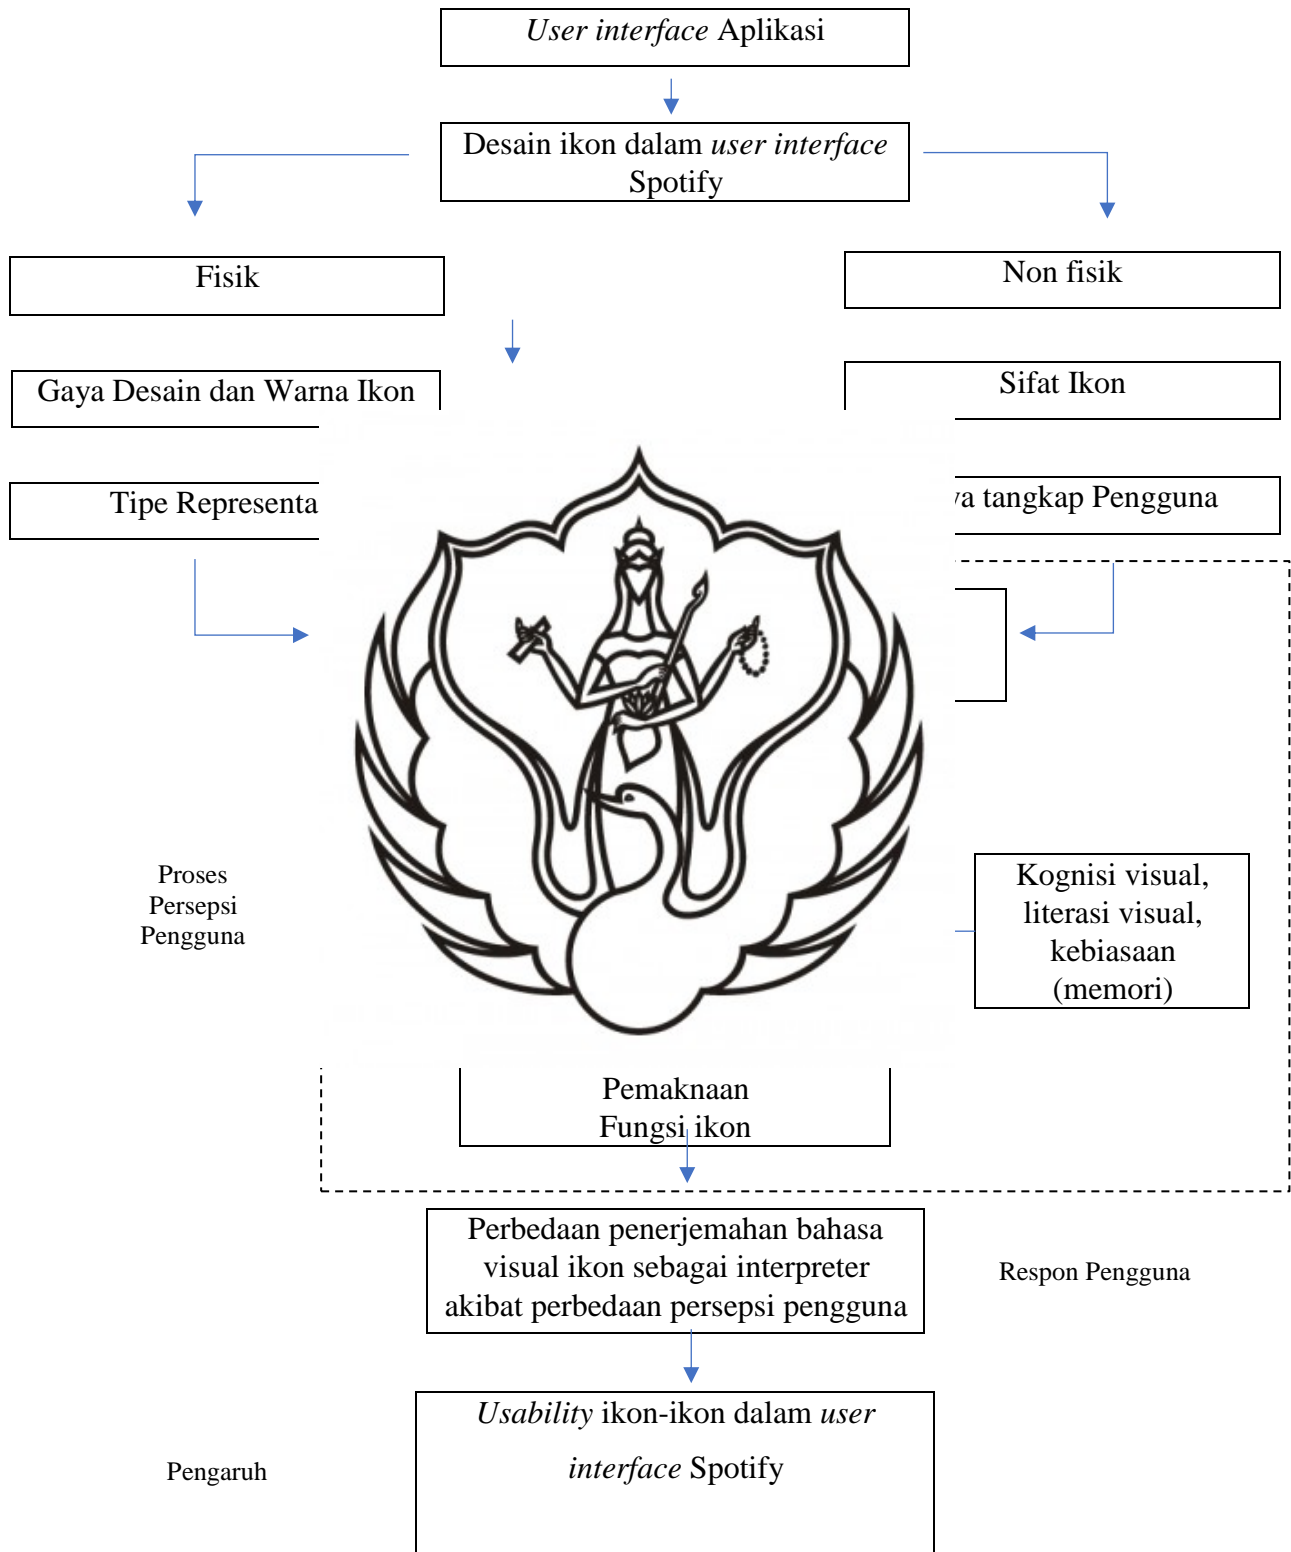 User interface Aplikasi
Desain ikon dalam user interface
Spotify
Fisik
Non fisik
Gaya Desain dan Warna Ikon
Sifat Ikon
Tipe
tangkap Pengguna
Proses
Persepsi
Pengguna
Kognisi visual,
literasi visual,
kebiasaan
(memori)
Pemaknaan
Fungsi ikon
Perbedaan penerjemahan bahasa
visual ikon sebagai interpreter
akibat perbedaan persepsi pengguna
Respon Pengguna
Usability ikon-ikon dalam user
interface Spotify
Pengaruh